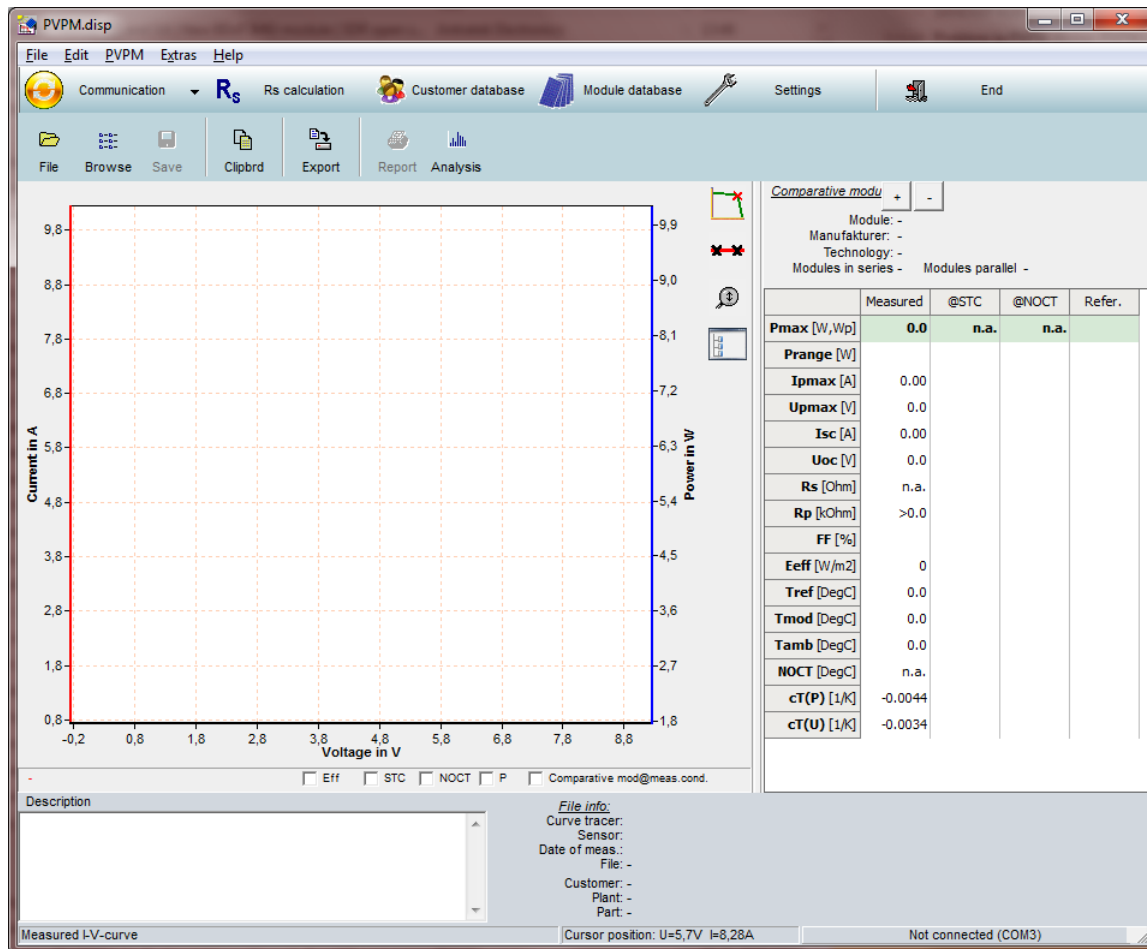 PVPM.disp
File Edit PVPM Extras Help
Communication Rs Rs calculation Customer database Module database Settings End
File Browse Save Clipbrd Export Report Analysis
Comparative modu + -
Module: -
Manufakturer: -
Technology: -
Modules in series - Modules parallel -
Current in A
9,8
8,8
7,8
6,8
5,8
4,8
3,8
2,8
1,8
0,8
-0,2 0,8 1,8 2,8 3,8 4,8 5,8 6,8 7,8 8,8
Voltage in V
9,9
9,0
8,1
7,2
6,3
5,4
4,5
3,6
2,7
1,8
Power in W
Measured @STC @NOCT Refer.
Pmax [W,Wp] 0.0 n.a. n.a.
Prange [W]
Ipmax [A] 0.00
Upmax [V] 0.0
Isc [A] 0.00
Uoc [V] 0.0
Rs [Ohm] n.a.
Rp [kOhm] >0.0
FF [%]
Eeff [W/m2] 0
Tref [DegC] 0.0
Tmod [DegC] 0.0
Tamb [DegC] 0.0
NOCT [DegC] n.a.
cT(P) [1/K] -0.0044
cT(U) [1/K] -0.0034
- Eff STC NOCT P Comparative mod@meas.cond.
Description
File info:
Curve tracer:
Sensor:
Date of meas.:
File: -
Customer: -
Plant: -
Part: -
Measured I-V-curve Cursor position: U=5,7V I=8,28A Not connected (COM3)